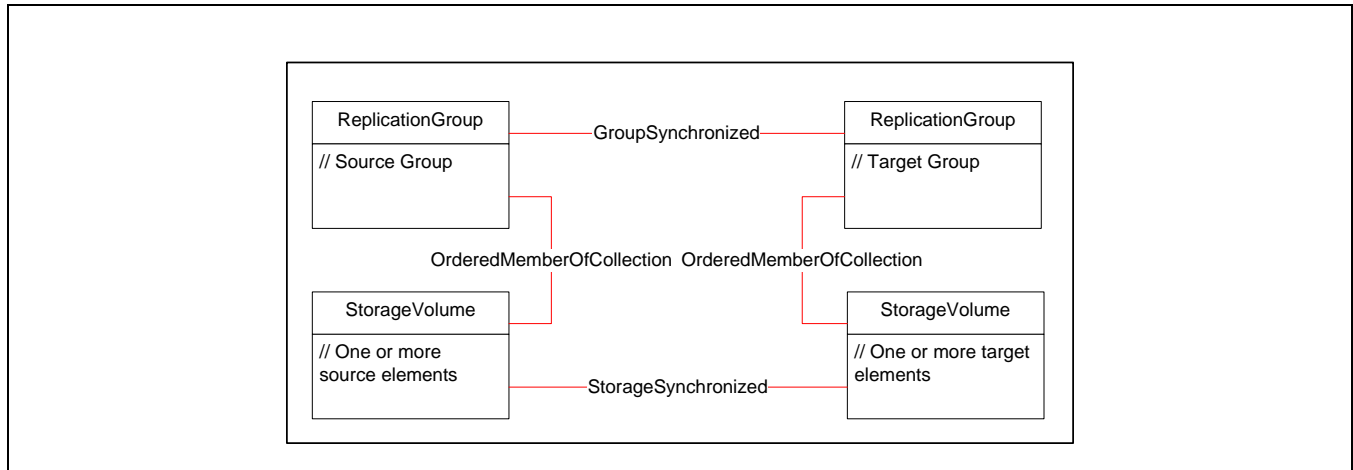 ReplicationGroup
// Source Group
GroupSynchronized
ReplicationGroup
// Target Group
OrderedMemberOfCollection
OrderedMemberOfCollection
StorageVolume
// One or more
source elements
StorageSynchronized
StorageVolume
// One or more target
elements